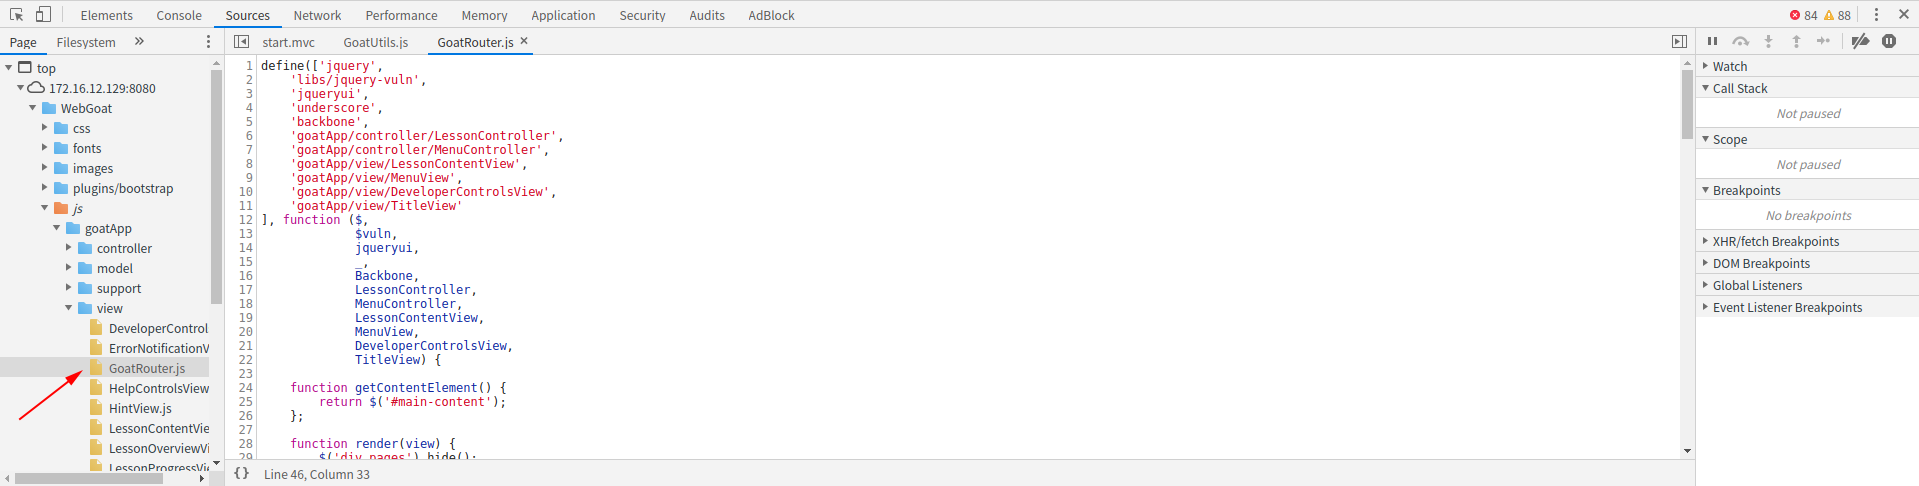 Elements Console Sources Network Performance Memory Application Security Audits AdBlock 84 88
Page Filesystem » start.mvc GoatUtils.js GoatRouter.js ×
top
172.16.12.129:8080
WebGoat
css
fonts
images
plugins/bootstrap
js
goatApp
controller
model
support
view
DeveloperControl
ErrorNotificationV
GoatRouter.js
HelpControlsView
HintView.js
LessonContentVie
LessonOverviewVi
LessonProgressVi
1 define(['jquery',
2 'libs/jquery-vuln',
3 'jqueryui',
4 'underscore',
5 'backbone',
6 'goatApp/controller/LessonController',
7 'goatApp/controller/MenuController',
8 'goatApp/view/LessonContentView',
9 'goatApp/view/MenuView',
10 'goatApp/view/DeveloperControlsView',
11 'goatApp/view/TitleView'
12 ], function ($,
13 $vuln,
14 jqueryui,
15 _,
16 Backbone,
17 LessonController,
18 MenuController,
19 LessonContentView,
20 MenuView,
21 DeveloperControlsView,
22 TitleView) {
23
24 function getContentElement() {
25 return $('#main-content');
26 };
27
28 function render(view) {
29 $('div.pages').hide();
{} Line 46, Column 33
Watch
Call Stack
Not paused
Scope
Not paused
Breakpoints
No breakpoints
XHR/fetch Breakpoints
DOM Breakpoints
Global Listeners
Event Listener Breakpoints